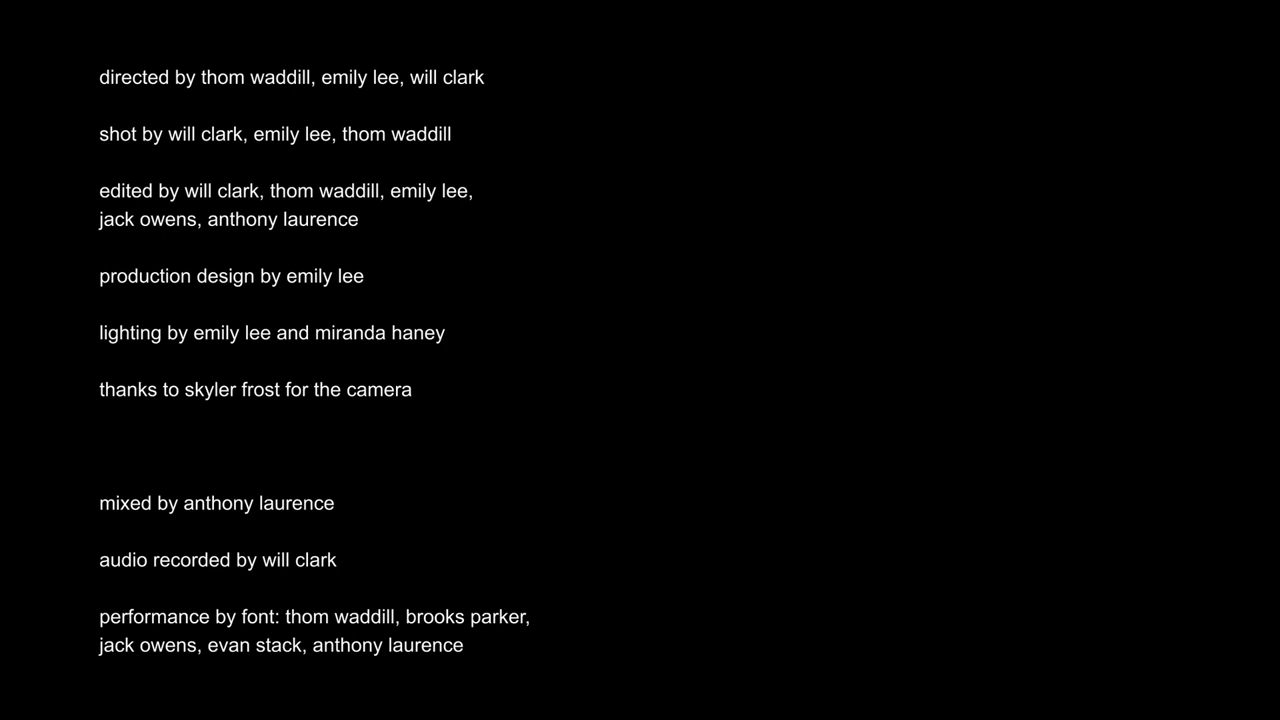 directed by thom waddill, emily lee, will clark
shot by will clark, emily lee, thom waddill
edited by will clark, thom waddill, emily lee,
jack owens, anthony laurence
production design by emily lee
lighting by emily lee and miranda haney
thanks to skyler frost for the camera
mixed by anthony laurence
audio recorded by will clark
performance by font: thom waddill, brooks parker,
jack owens, evan stack, anthony laurence